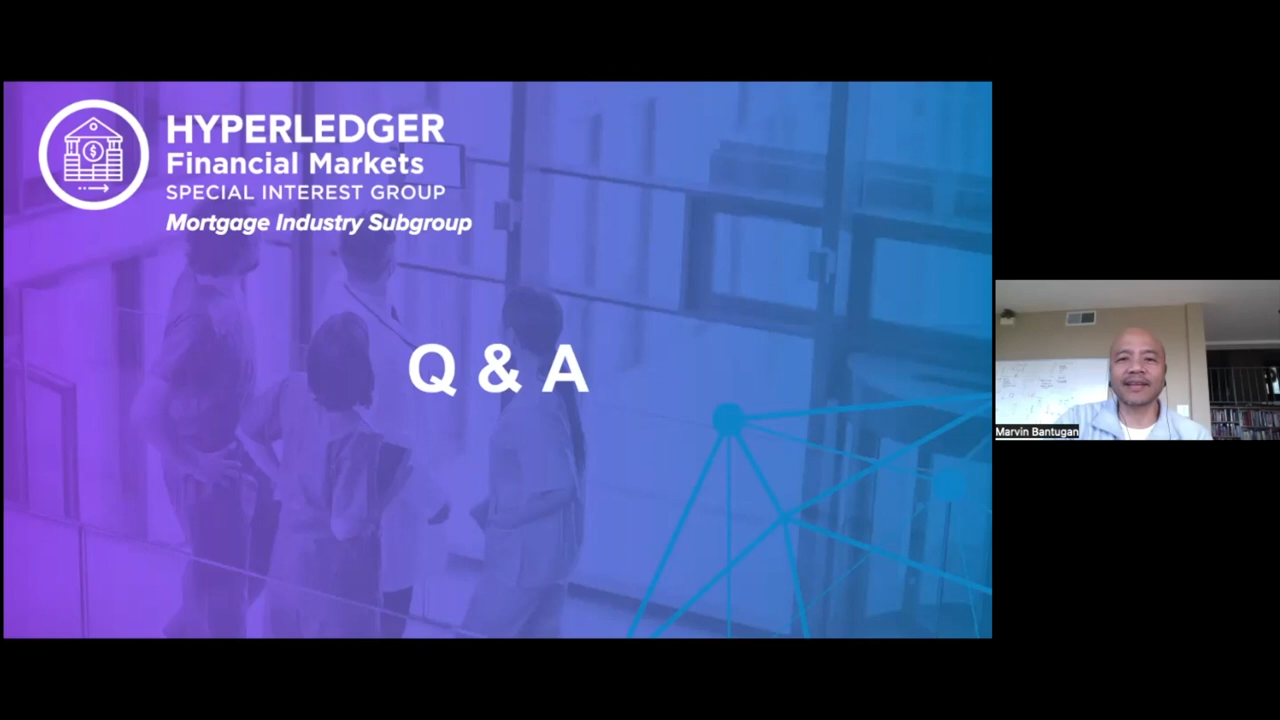 HYPERLEDGER
Financial Markets
SPECIAL INTEREST GROUP
Mortgage Industry Subgroup
Q & A
Marvin Bantugan